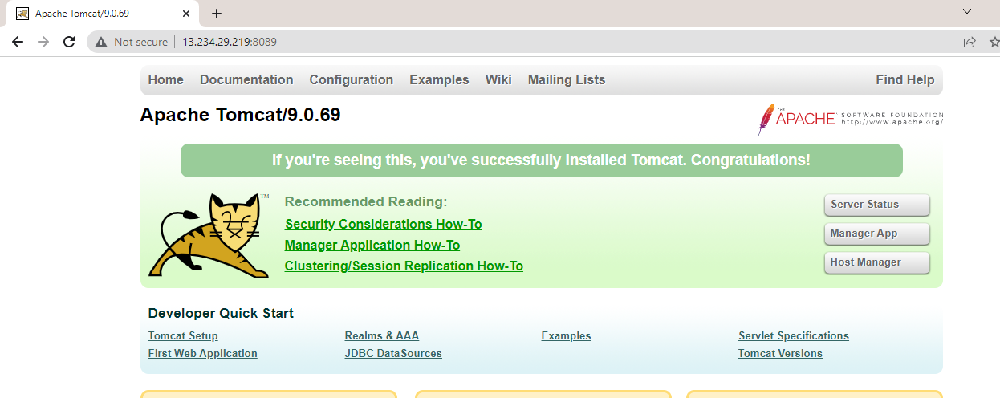 Apache Tomcat/9.0.69
Not secure 13.234.29.219:8089
Home Documentation Configuration Examples Wiki Mailing Lists Find Help
Apache Tomcat/9.0.69
THE APACHE® SOFTWARE FOUNDATION
http://www.apache.org/
If you're seeing this, you've successfully installed Tomcat. Congratulations!
TM
Recommended Reading:
Security Considerations How-To
Manager Application How-To
Clustering/Session Replication How-To
Server Status
Manager App
Host Manager
Developer Quick Start
Tomcat Setup
First Web Application
Realms & AAA
JDBC DataSources
Examples
Servlet Specifications
Tomcat Versions